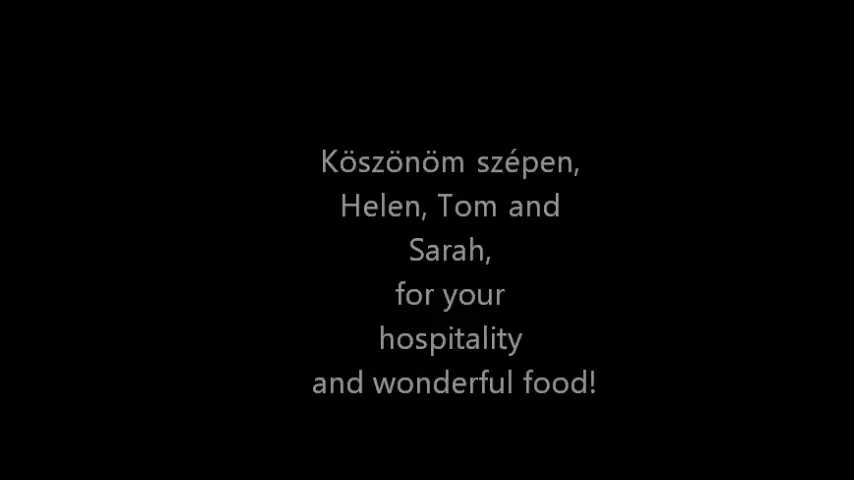 Köszönöm szépen,
Helen, Tom and
Sarah,
for your
hospitality
and wonderful food!